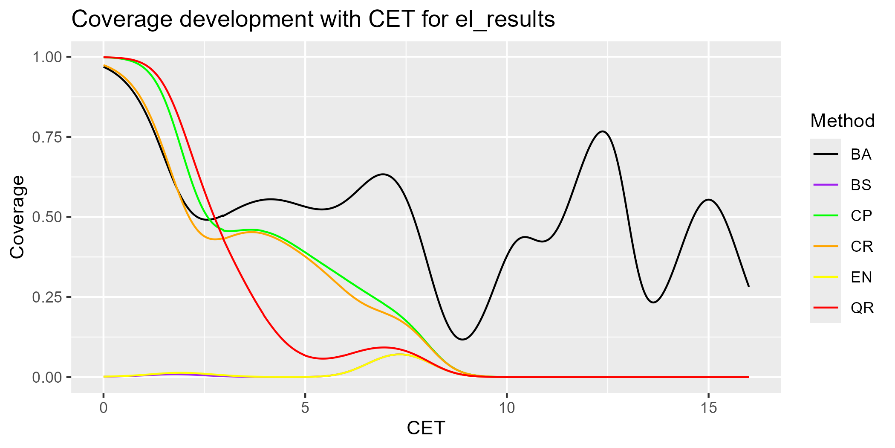 Coverage development with CET for el_results
1.00
0.75
0.50
0.25
0.00
Coverage
0
5
10
15
CET
Method
BA
BS
CP
CR
EN
QR